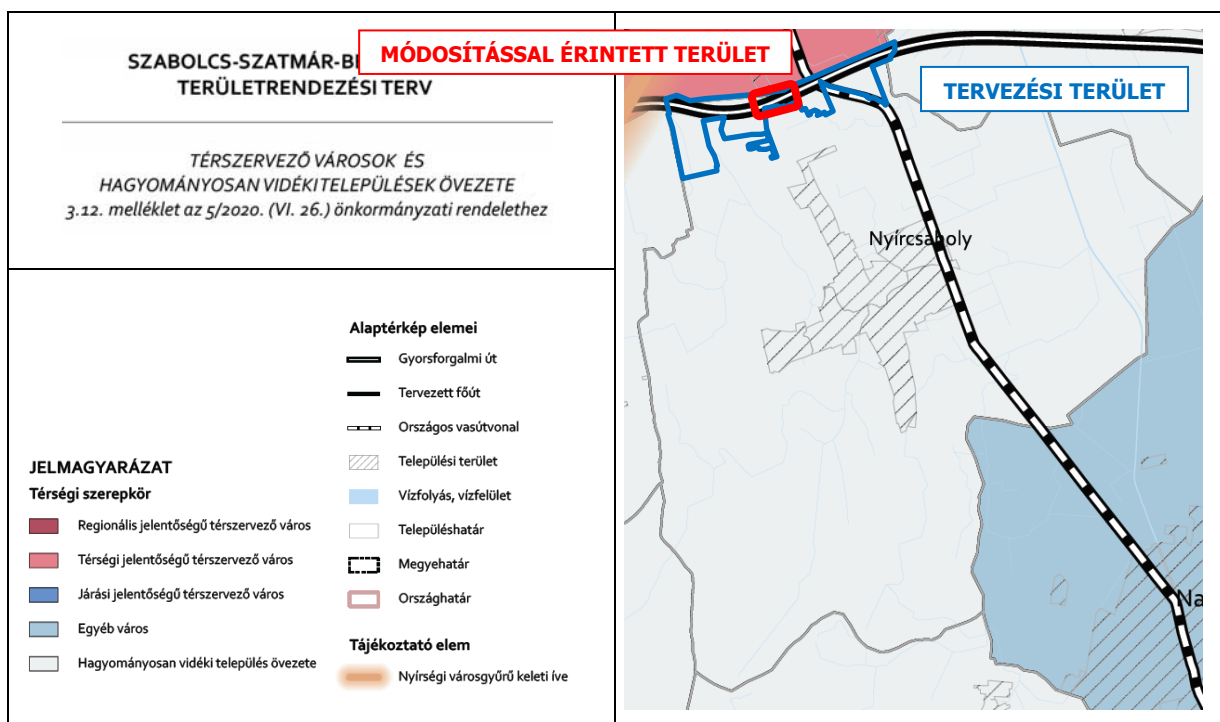 SZABOLCS-SZATMÁR-BE
TERÜLETRENDEZÉSI TERV
TÉRSZERVEZŐ VÁROSOK ÉS
HAGYOMÁNYOSAN VIDÉKI TELEPÜLÉSEK ÖVEZETE
3.12. melléklet az 5/2020. (VI. 26.) önkormányzati rendelethez
MÓDOSÍTÁSSAL ÉRINTETT TERÜLET
TERVEZÉSI TERÜLET
Nyírcsaholy
Na
JELMAGYARÁZAT
Térségi szerepkör
Regionális jelentőségű térszervező város
Térségi jelentőségű térszervező város
Járási jelentőségű térszervező város
Egyéb város
Hagyományosan vidéki település övezete
Alaptérkép elemei
Gyorsforgalmi út
Tervezett főút
Országos vasútvonal
Települési terület
Vízfolyás, vízfelület
Településhatár
Megyehatár
Országhatár
Tájékoztató elem
Nyírségi városgyűrű keleti íve